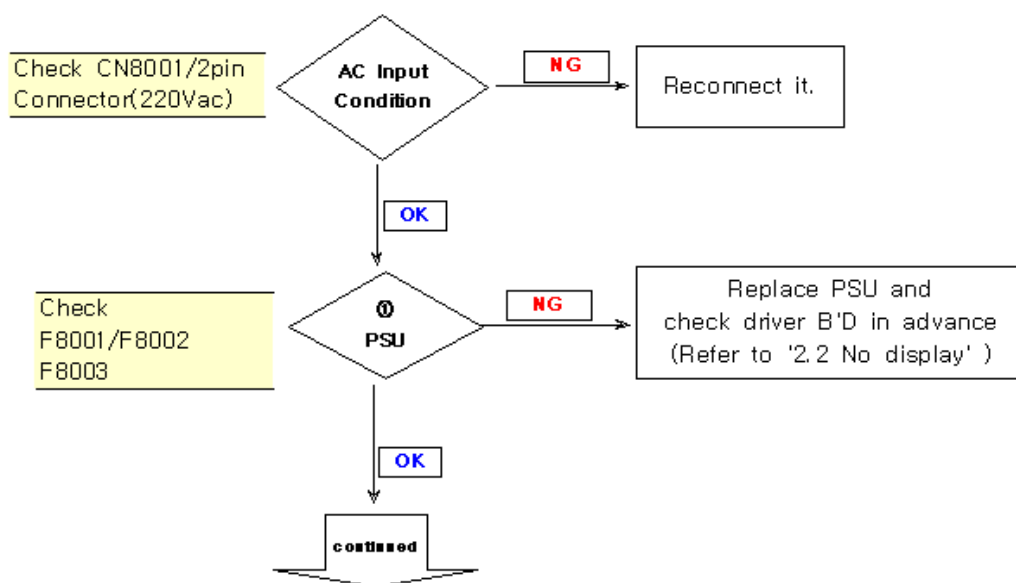 Check CN8001/2pin
Connector(220Vac)
AC Input
Condition
NG
Reconnect it.
OK
Check
F8001/F8002
F8003
①
PSU
NG
Replace PSU and
check driver B'D in advance
(Refer to '2.2 No display' )
OK
continued